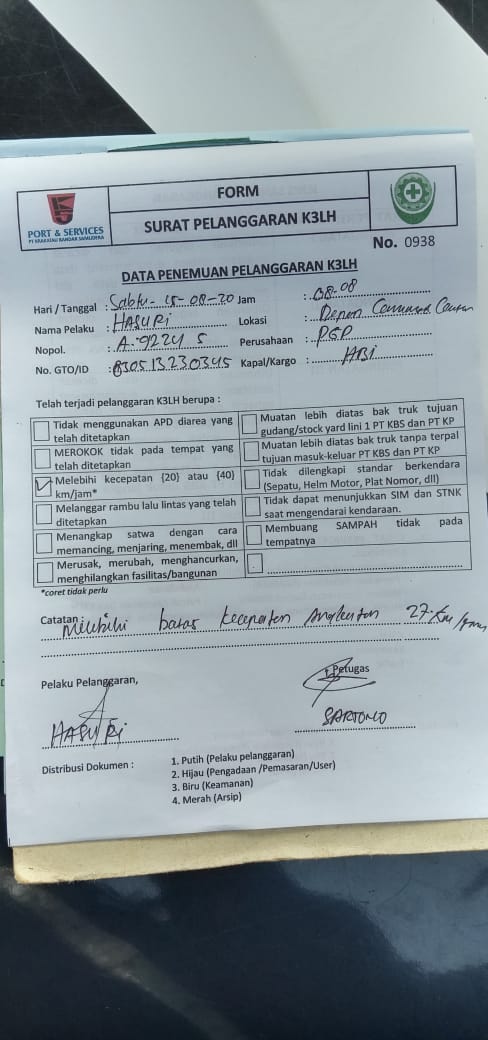 PORT & SERVICES
PT KRAKATAU BANDAR SAMUDERA
FORM
SURAT PELANGGARAN K3LH
No. 0938
DATA PENEMUAN PELANGGARAN K3LH
Hari / Tanggal : Sabtu - 15-08-20 Jam : 08.08
Nama Pelaku : HASURI Lokasi : Depan Command Center
Nopol. : A. 9224 S Perusahaan : PGP
No. GTO/ID : 8305132230345 Kapal/Kargo : HBI
Telah terjadi pelanggaran K3LH berupa :
Tidak menggunakan APD diarea yang telah ditetapkan
Muatan lebih diatas bak truk tujuan gudang/stock yard lini 1 PT KBS dan PT KP
MEROKOK tidak pada tempat yang telah ditetapkan
Muatan lebih diatas bak truk tanpa terpal tujuan masuk-keluar PT KBS dan PT KP
Melebihi kecepatan {20} atau {40} km/jam*
Tidak dilengkapi standar berkendara (Sepatu, Helm Motor, Plat Nomor, dll)
Melanggar rambu lalu lintas yang telah ditetapkan
Tidak dapat menunjukkan SIM dan STNK saat mengendarai kendaraan.
Menangkap satwa dengan cara memancing, menjaring, menembak, dll
Membuang SAMPAH tidak pada tempatnya
Merusak, merubah, menghancurkan, menghilangkan fasilitas/bangunan
*coret tidak perlu
Catatan : batas kecepatan Angkutan 27 km/jam
Pelaku Pelanggaran,
Petugas
HASURI
SARTONO
Distribusi Dokumen :
1. Putih (Pelaku pelanggaran)
2. Hijau (Pengadaan /Pemasaran/User)
3. Biru (Keamanan)
4. Merah (Arsip)